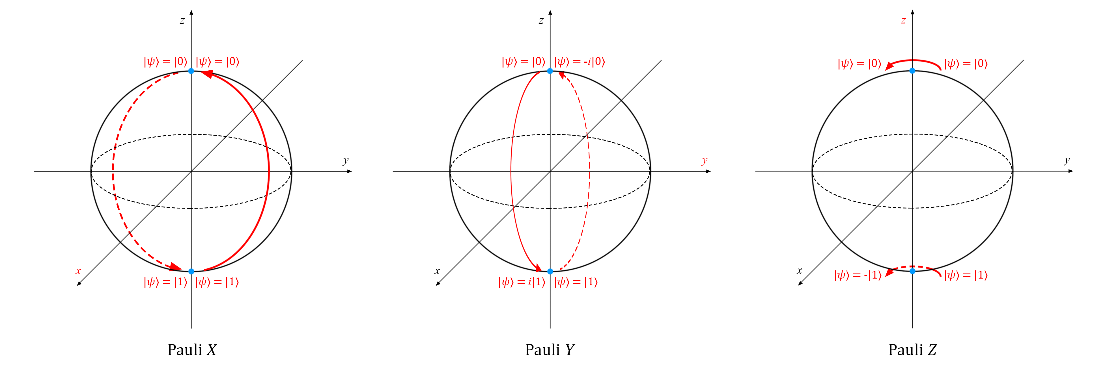 z
|ψ⟩ = |0⟩ |ψ⟩ = |0⟩
y
x
|ψ⟩ = |1⟩ |ψ⟩ = |1⟩
Pauli X
z
|ψ⟩ = |0⟩ |ψ⟩ = -i|0⟩
y
x
|ψ⟩ = i|1⟩ |ψ⟩ = |1⟩
Pauli Y
z
|ψ⟩ = |0⟩ |ψ⟩ = |0⟩
y
x
|ψ⟩ = -|1⟩ |ψ⟩ = |1⟩
Pauli Z